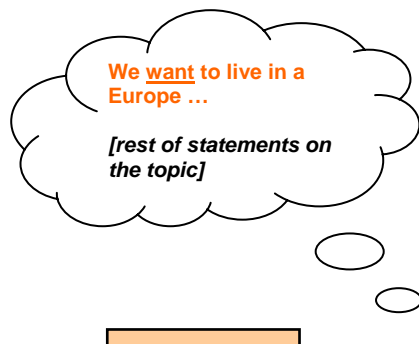 We want to live in a
Europe …
[rest of statements on
the topic]